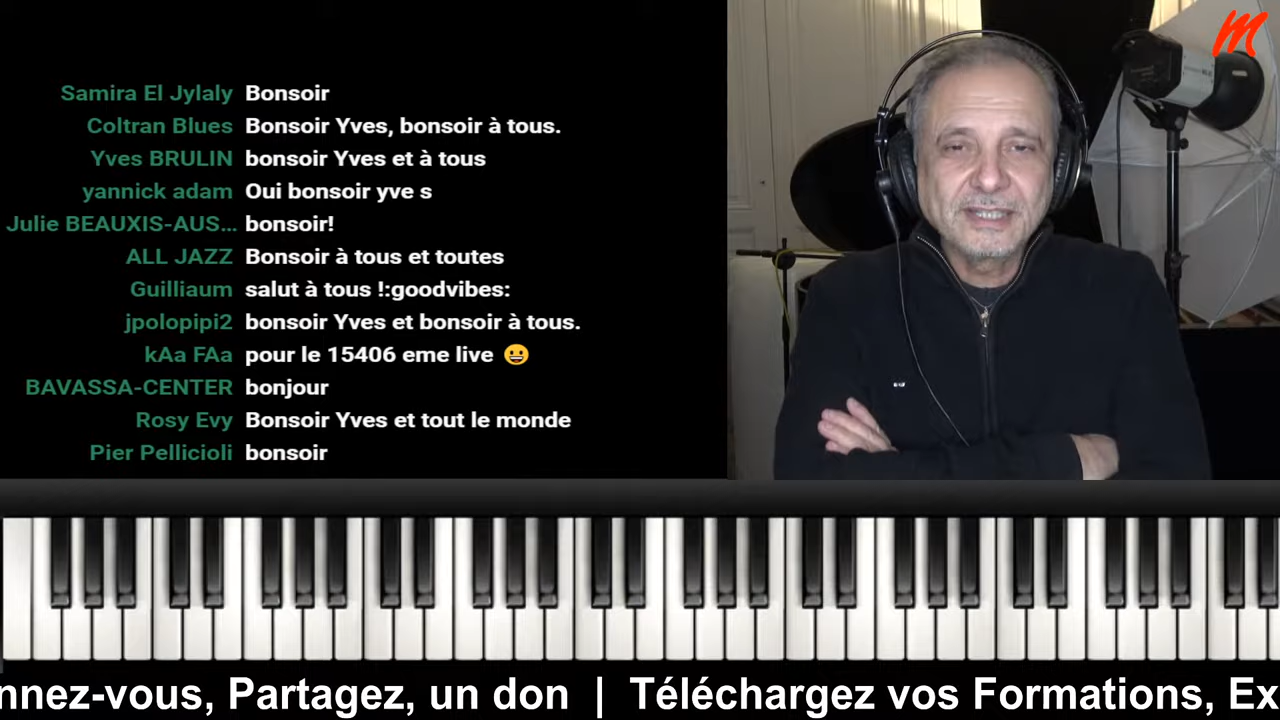 Samira El Jylaly Bonsoir
Coltran Blues Bonsoir Yves, bonsoir à tous.
Yves BRULIN bonsoir Yves et à tous
yannick adam Oui bonsoir yve s
Julie BEAUXIS-AUS... bonsoir!
ALL JAZZ Bonsoir à tous et toutes
Guilliaum salut à tous !:goodvibes:
jpolopipi2 bonsoir Yves et bonsoir à tous.
kAa FAa pour le 15406 eme live 😀
BAVASSA-CENTER bonjour
Rosy Evy Bonsoir Yves et tout le monde
Pier Pellicioli bonsoir
M
nnez-vous, Partagez, un don | Téléchargez vos Formations, Ex